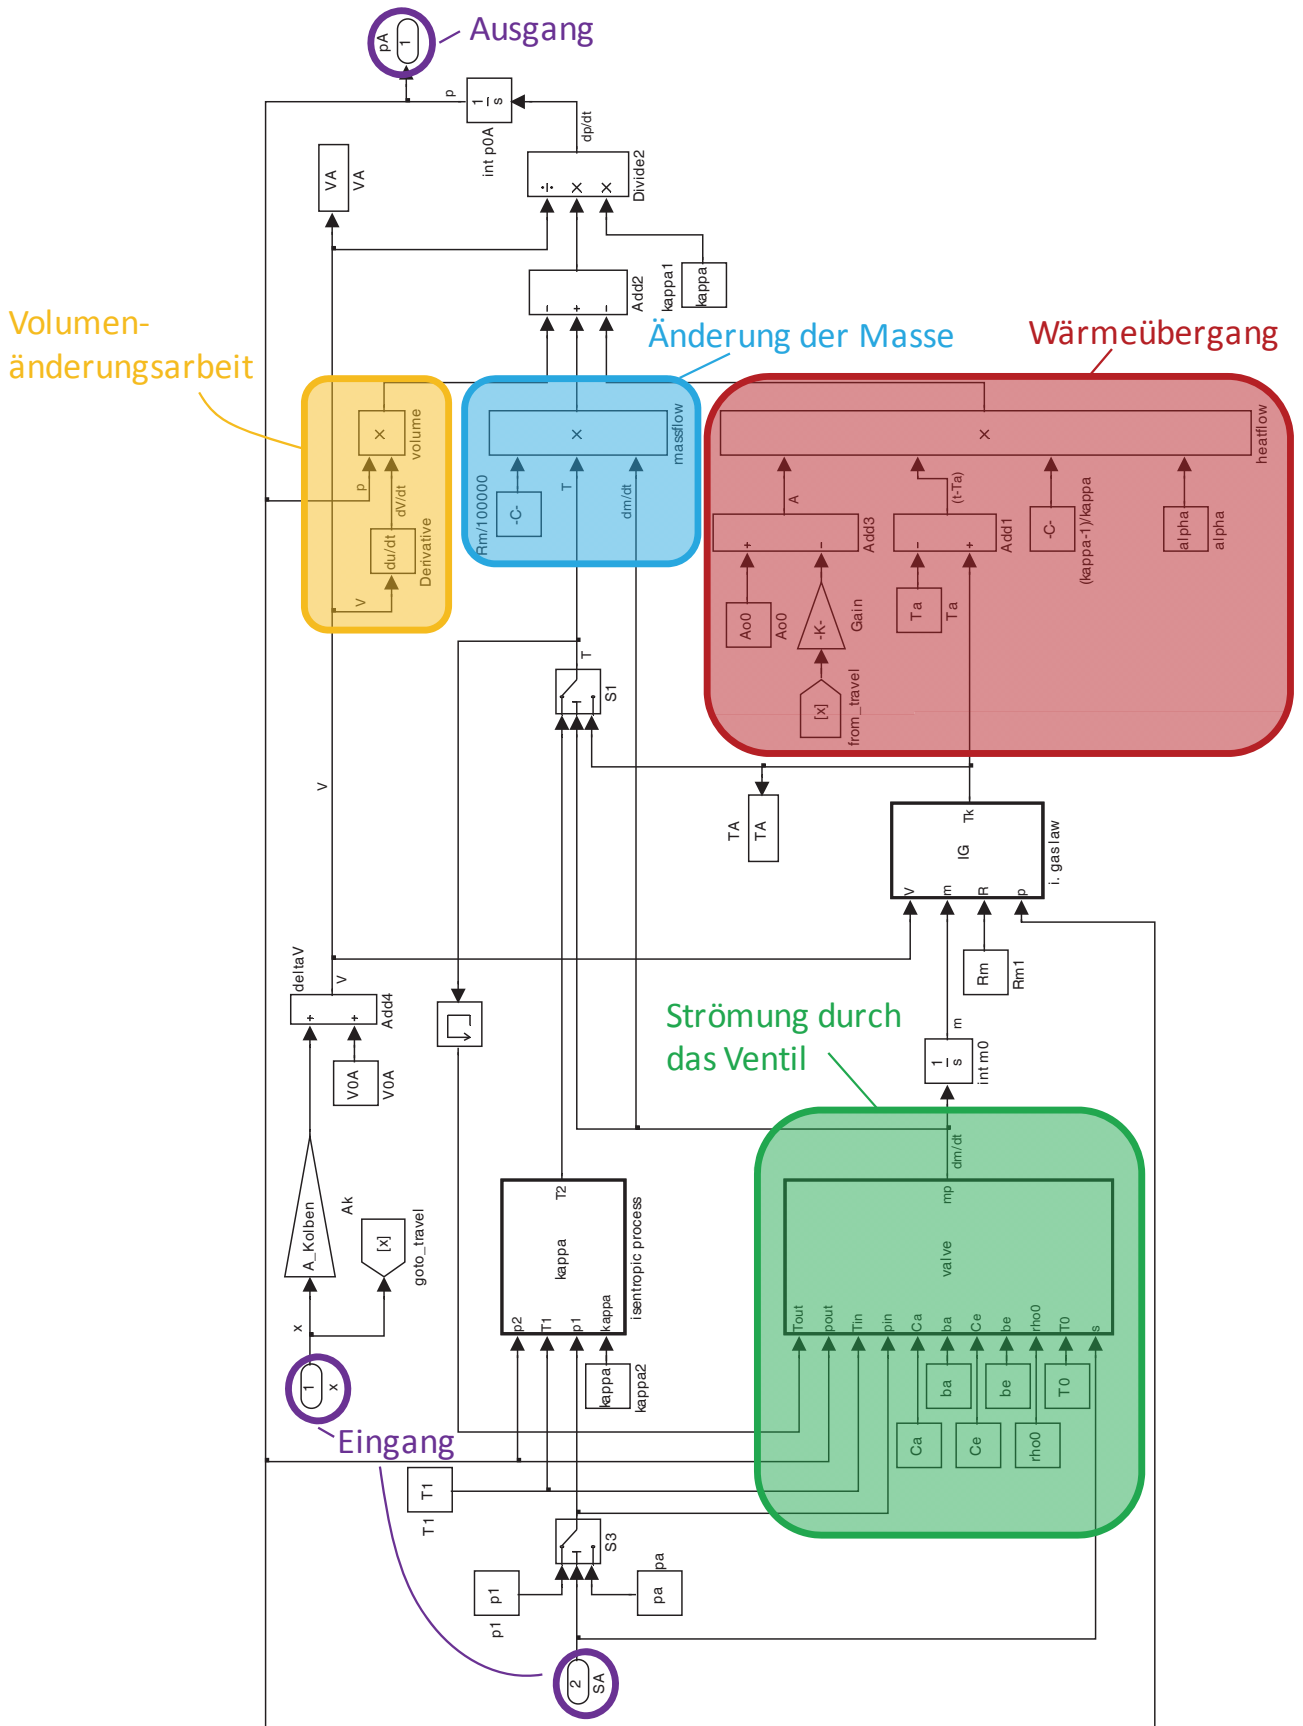 Ausgang
pA
1
p
1
s
int p0A
dp/dt
VA
VA
÷
×
×
Divide2
−
+
−
Add2
kappa
kappa1
Volumen-
änderungsarbeit
Änderung der Masse
Wärmeübergang
×
volume
p
dV/dt
du/dt
Derivative
V
×
massflow
-C-
Rm/100000
T
dm/dt
×
heatflow
A
(t-Ta)
+
−
Add3
−
+
Add1
-C-
(kappa-1)/kappa
alpha
alpha
Ao0
Ao0
-K-
Gain
Ta
Ta
[x]
from_travel
T
S1
V
TA
TA
Tk
IG
V
m
R
p
i. gaslaw
deltaV
V
+
+
Add4
V0A
V0A
Rm
Rm1
m
1
s
int m0
Strömung durch
das Ventil
A_Kolben
Ak
[x]
goto_travel
x
1
x
Eingang
T2
kappa
p2
T1
p1
kappa
isentropic process
kappa
kappa2
dm/dt
mp
valve
Tout
pout
Tin
pin
Ca
ba
Ce
be
rho0
T0
s
Ca
ba
Ce
be
rho0
T0
T1
T1
S3
p1
p1
pa
pa
2
SA